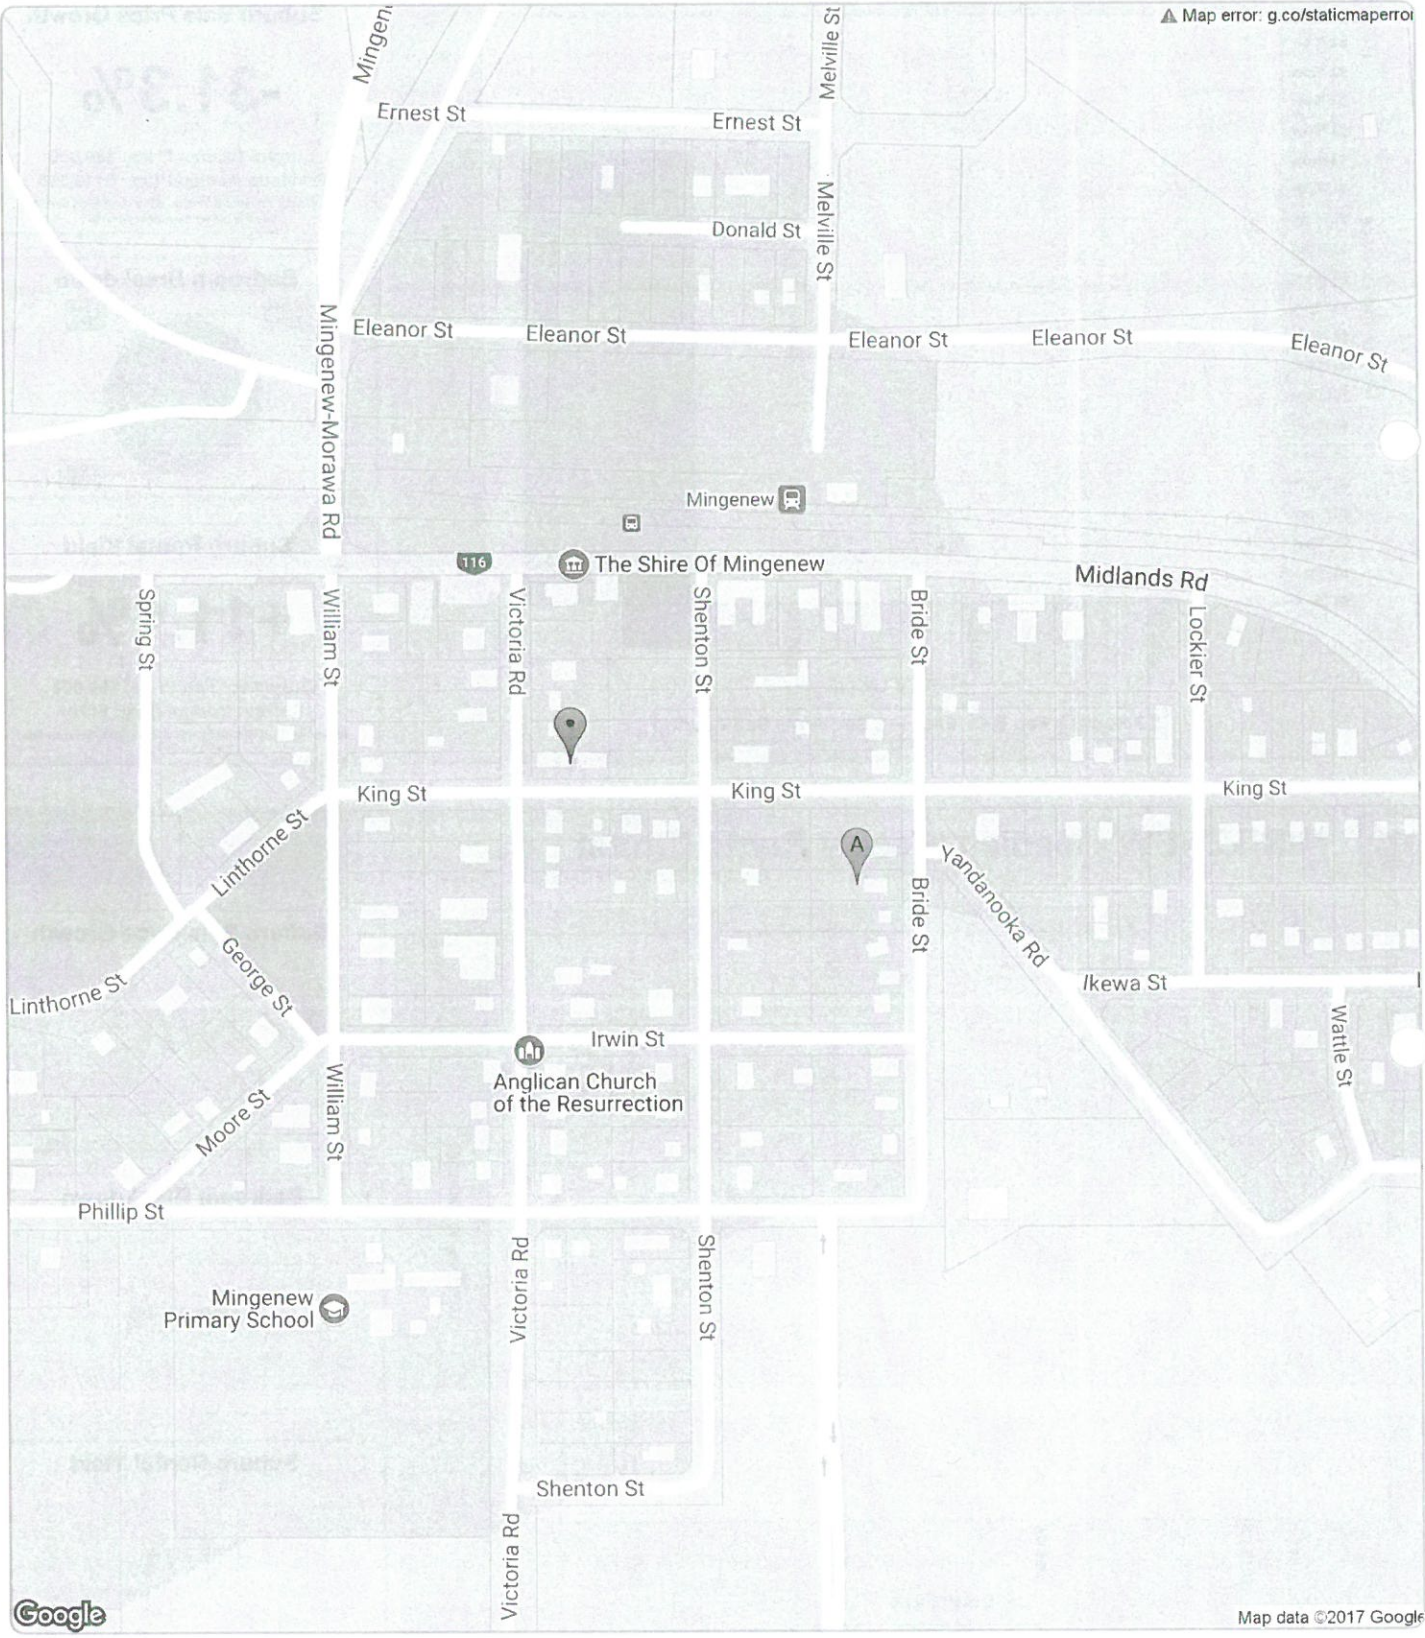 Map error: g.co/staticmaperror
Mingen
Melville St
Ernest St
Ernest St
Melville St
Donald St
Mingenew-Morawa Rd
Eleanor St
Eleanor St
Eleanor St
Eleanor St
Eleanor St
Mingenew
116
The Shire Of Mingenew
Midlands Rd
Spring St
William St
Victoria Rd
Shenton St
Bride St
Lockier St
King St
King St
King St
Linthorne St
A
Yandanooka Rd
Bride St
George St
Linthorne St
Ikewa St
I
Irwin St
Wattle St
Anglican Church
of the Resurrection
William St
Moore St
Phillip St
Victoria Rd
Shenton St
Mingenew
Primary School
Shenton St
Victoria Rd
Google
Map data ©2017 Google